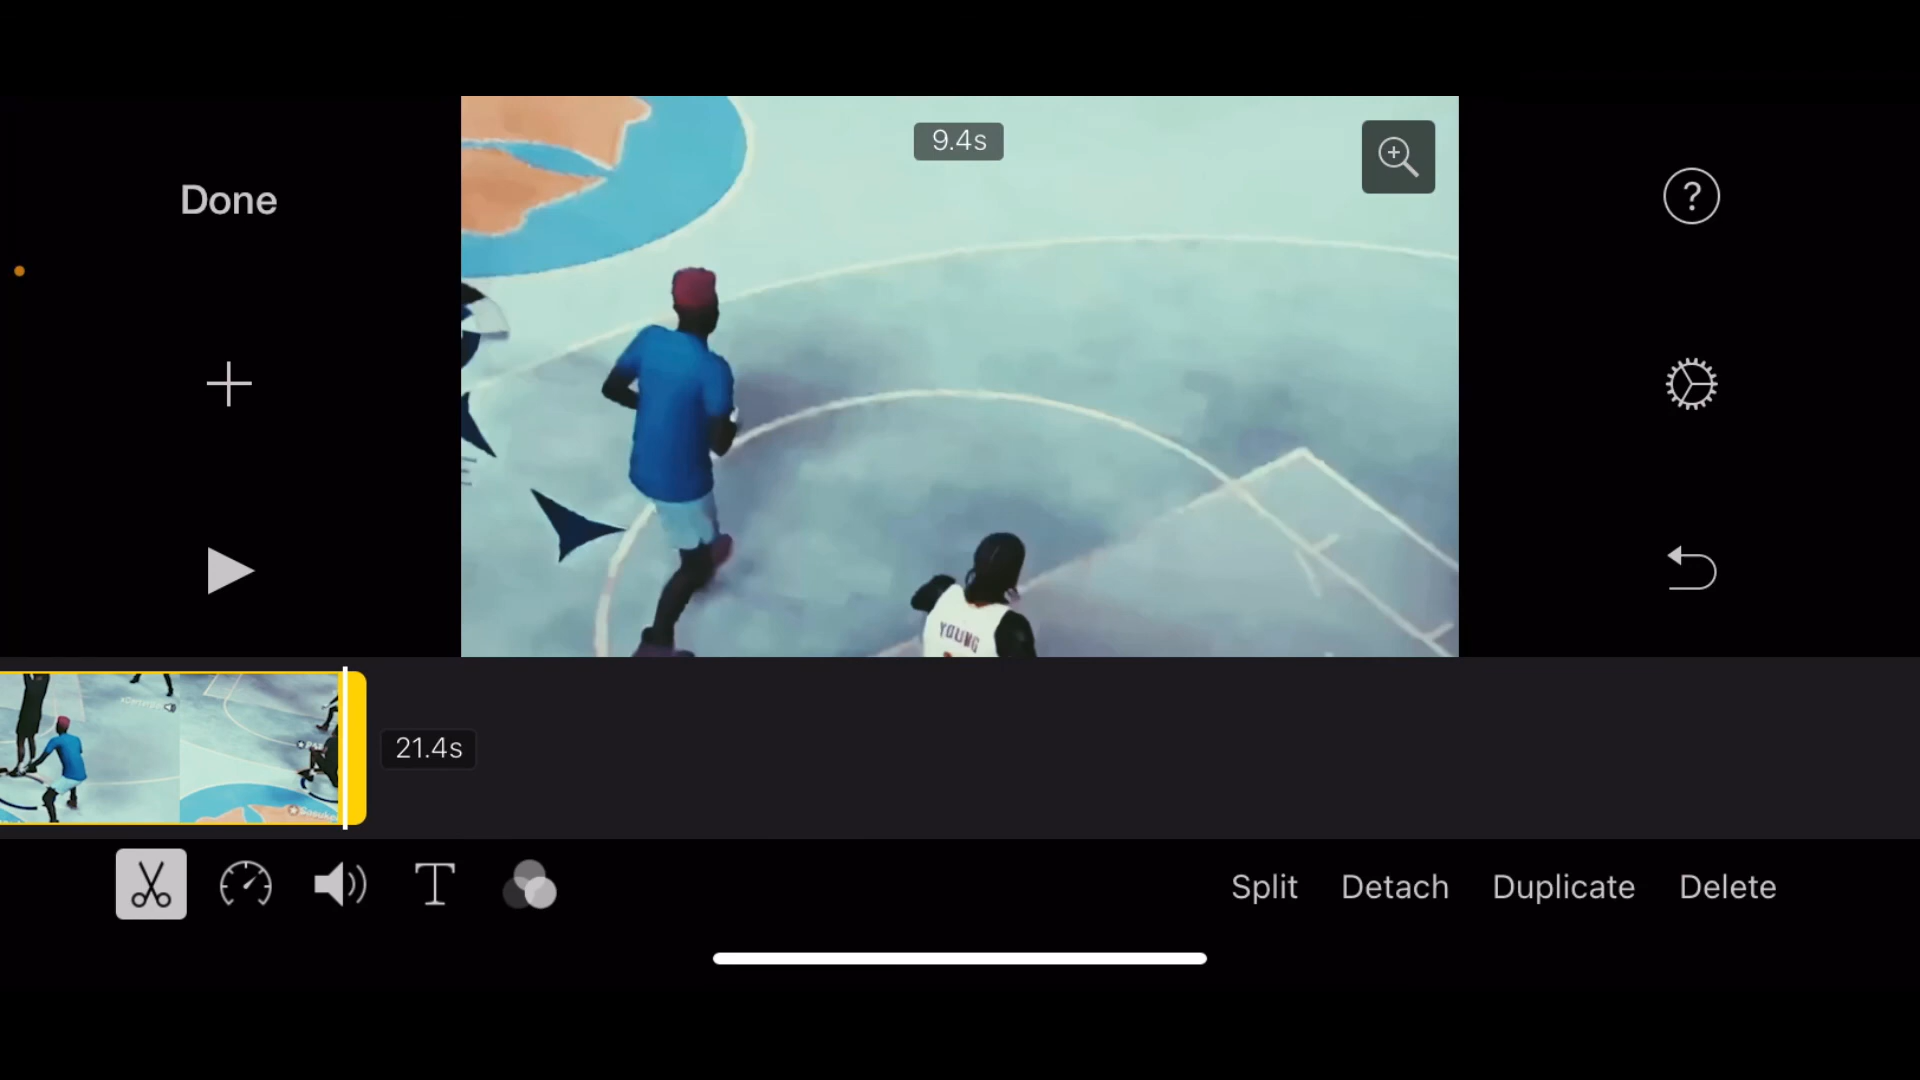 9.4s
Done
?
YOUNG
21.4s
T
Split Detach Duplicate Delete